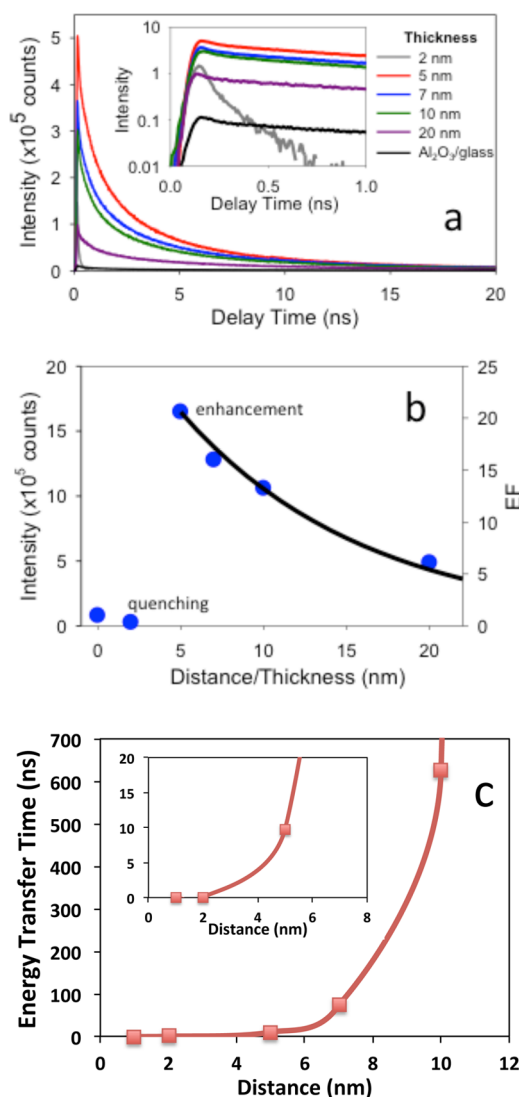 a
Intensity (x10⁵ counts)
5
4
3
2
1
0
0
5
10
15
20
Delay Time (ns)
Intensity
10
1
0.1
0.01
0.0
0.5
1.0
Delay Time (ns)
Thickness
2 nm
5 nm
7 nm
10 nm
20 nm
Al₂O₃/glass
b
Intensity (x10⁵ counts)
20
15
10
5
0
0
5
10
15
20
Distance/Thickness (nm)
25
20
15
10
5
0
EF
enhancement
quenching
c
Energy Transfer Time (ns)
700
600
500
400
300
200
100
0
0
2
4
6
8
10
12
Distance (nm)
20
15
10
5
0
0
2
4
6
8
Distance (nm)